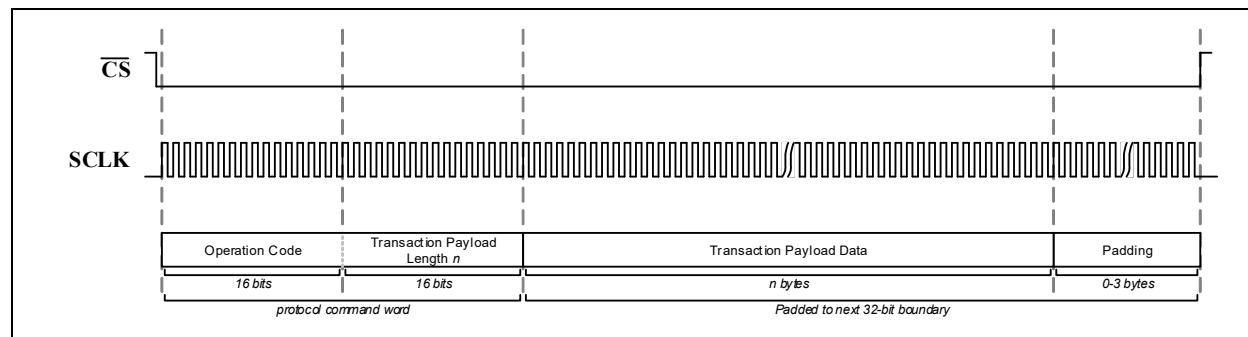 CS
SCLK
Operation Code
Transaction Payload
Length n
Transaction Payload Data
Padding
16 bits
16 bits
n bytes
0-3 bytes
protocol command word
Padded to next 32-bit boundary